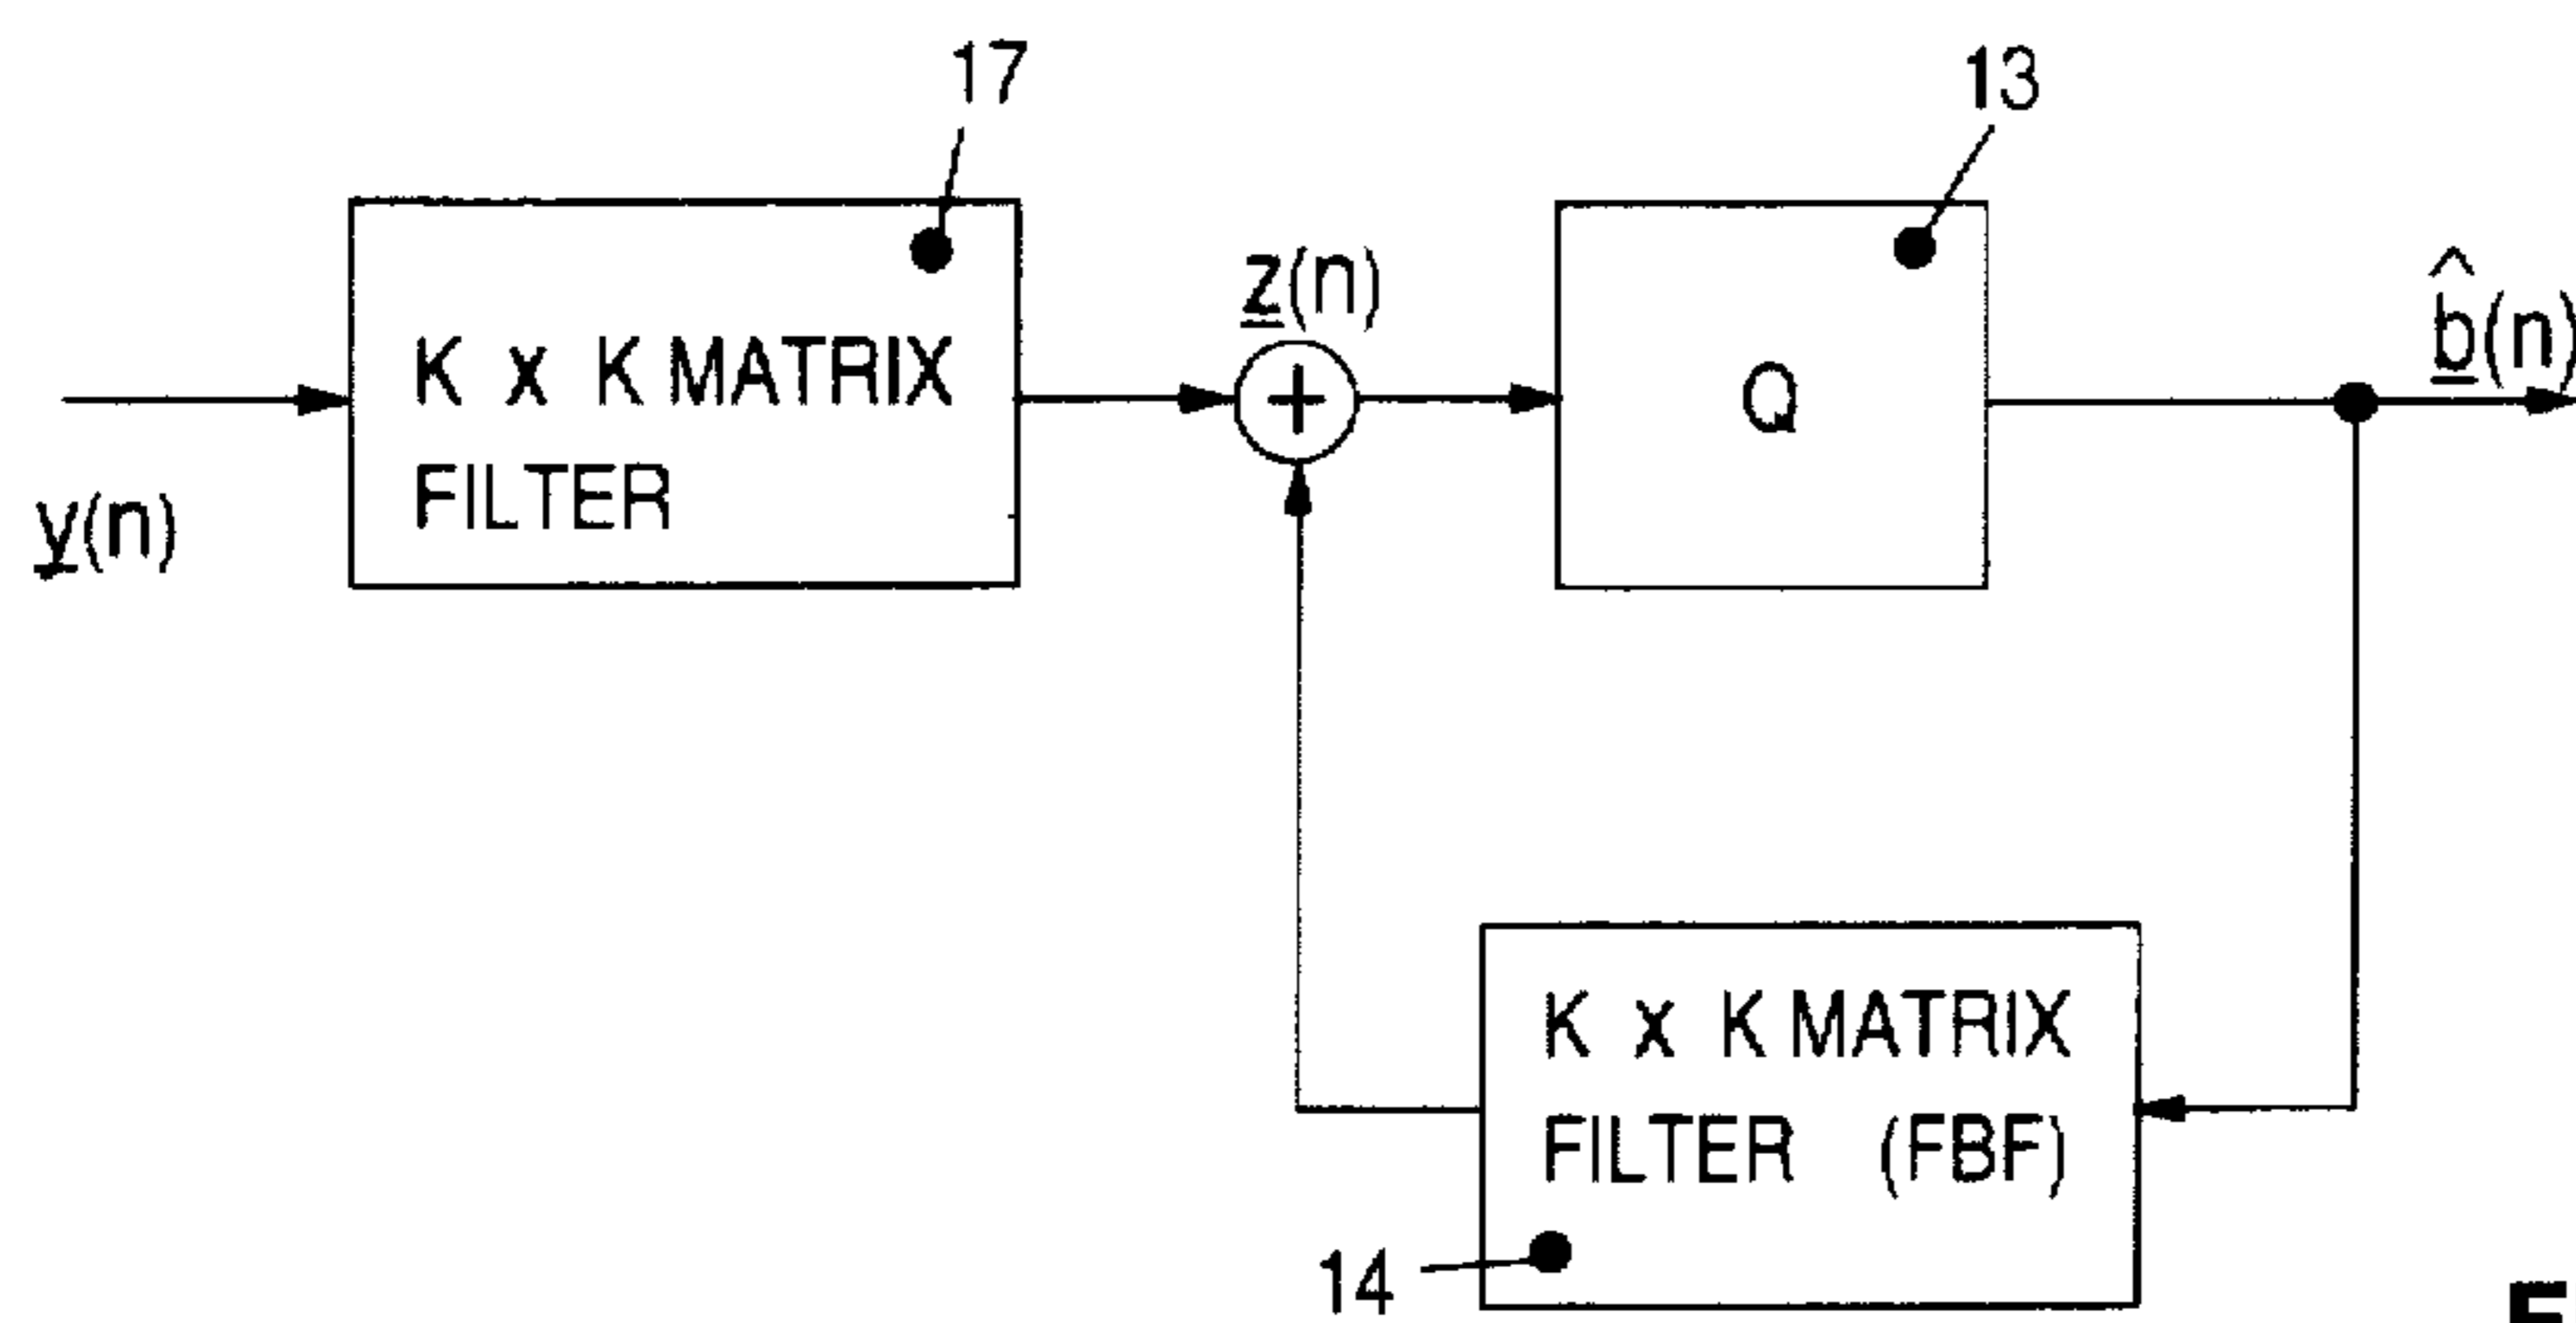 17
13
K x K MATRIX
FILTER
y(n)
z(n)
+
Q
b̂(n)
K x K MATRIX
FILTER (FBF)
14